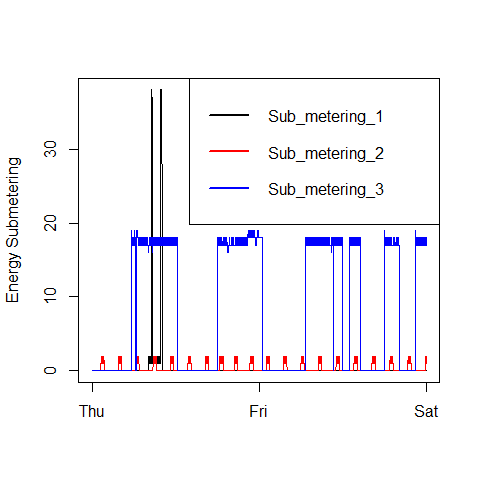 Sub_metering_1
Sub_metering_2
Sub_metering_3
Energy Submetering
30
20
10
0
Thu Fri Sat